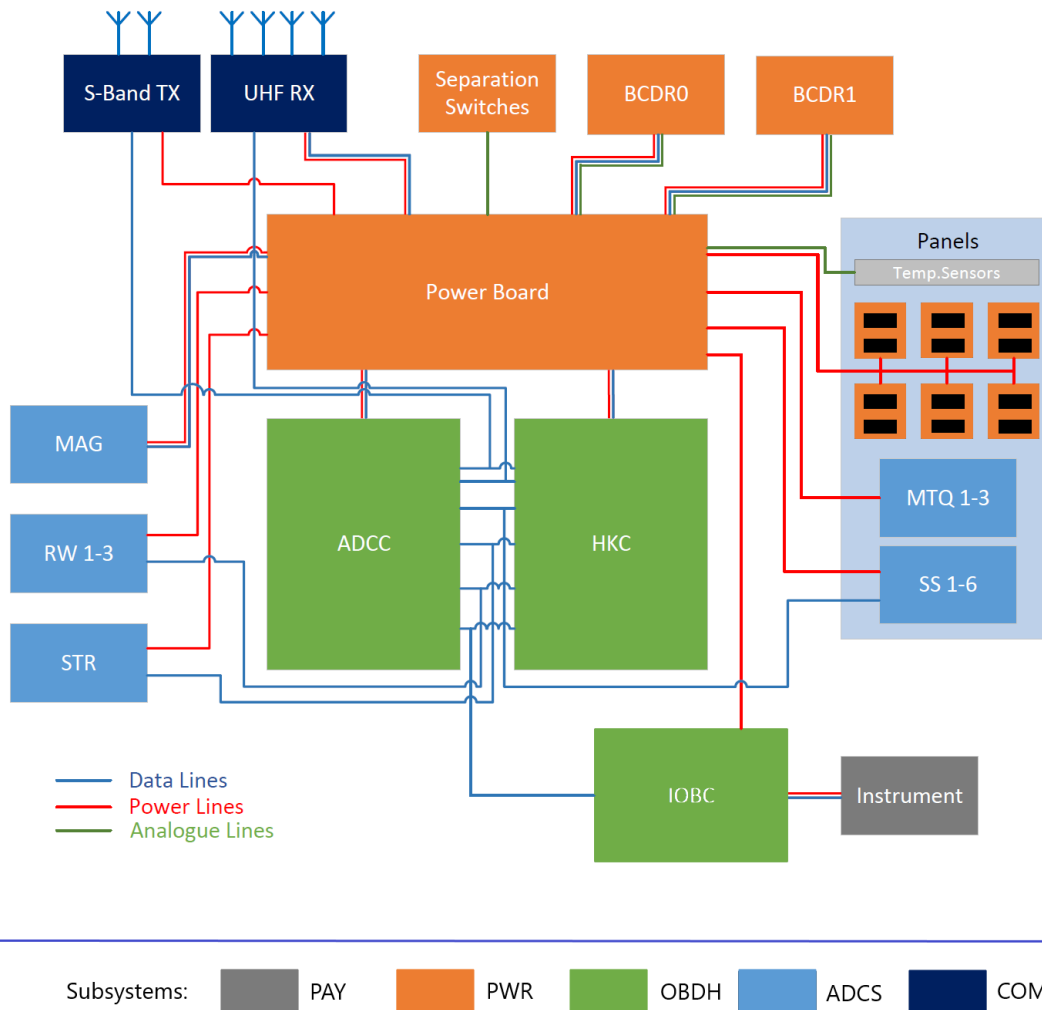 S-Band TX
UHF RX
Separation
Switches
BCDR0
BCDR1
Panels
Temp.Sensors
Power Board
MAG
ADCC
HKC
MTQ 1-3
RW 1-3
SS 1-6
STR
Data Lines
Power Lines
Analogue Lines
IOBC
Instrument
Subsystems:
PAY
PWR
OBDH
ADCS
COM